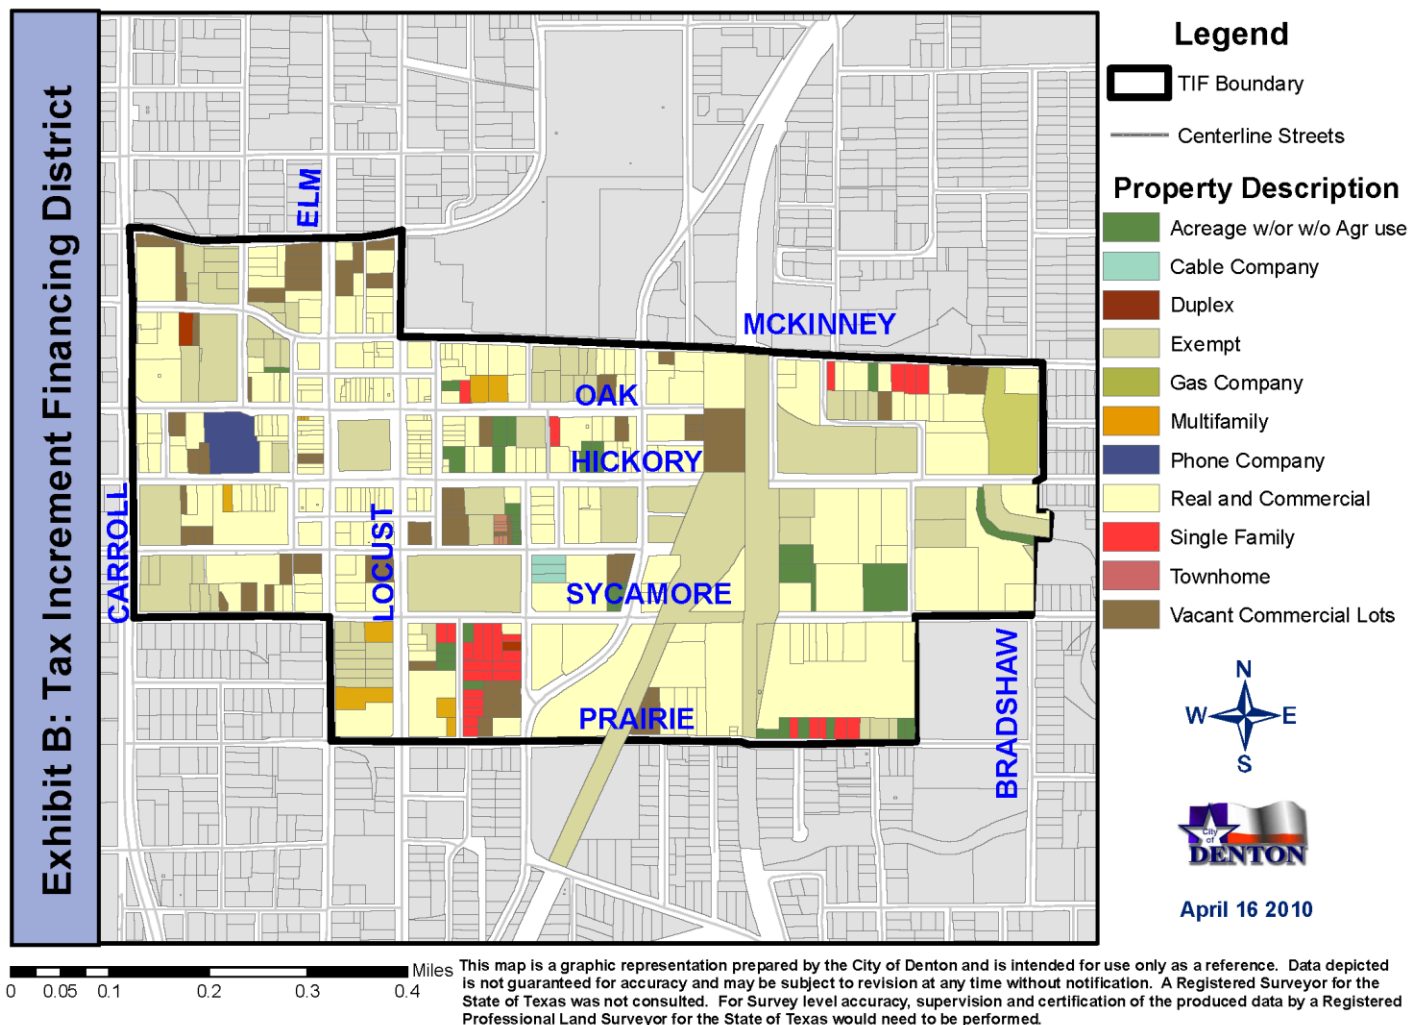 Exhibit B: Tax Increment Financing District
ELM
MCKINNEY
OAK
HICKORY
CARROLL
LOCUST
SYCAMORE
PRAIRIE
BRADSHAW
Legend
TIF Boundary
Centerline Streets
Property Description
Acreage w/or w/o Agr use
Cable Company
Duplex
Exempt
Gas Company
Multifamily
Phone Company
Real and Commercial
Single Family
Townhome
Vacant Commercial Lots
N
W E
S
City
of
DENTON
April 16 2010
Miles
0 0.05 0.1 0.2 0.3 0.4
This map is a graphic representation prepared by the City of Denton and is intended for use only as a reference. Data depicted
is not guaranteed for accuracy and may be subject to revision at any time without notification. A Registered Surveyor for the
State of Texas was not consulted. For Survey level accuracy, supervision and certification of the produced data by a Registered
Professional Land Surveyor for the State of Texas would need to be performed.